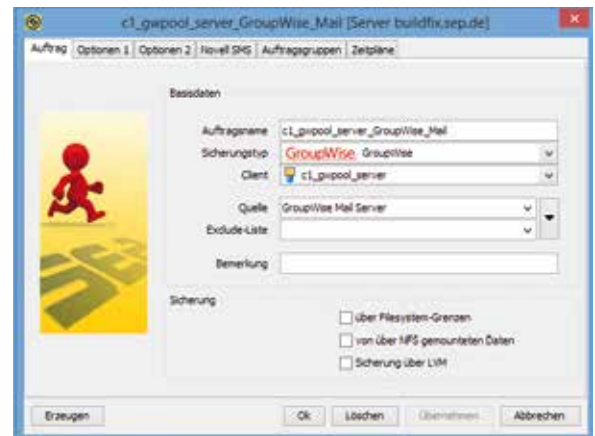 c1_gwpool_server_GroupWise_Mail [Server buildfix.sep.de]
Auftrag Optionen 1 Optionen 2 Novell SMS Auftragsgruppen Zeitpläne
Basisdaten
Auftragsname c1_gwpool_server_GroupWise_Mail
Sicherungstyp GroupWise GroupWise
Client c1_gwpool_server
Quelle GroupWise Mail Server
Exclude-Liste
Bemerkung
Sicherung
über Filesystem-Grenzen
von über NFS gemounteten Daten
Sicherung über LVM
SEP
Erzeugen Ok Löschen Übernehmen Abbrechen